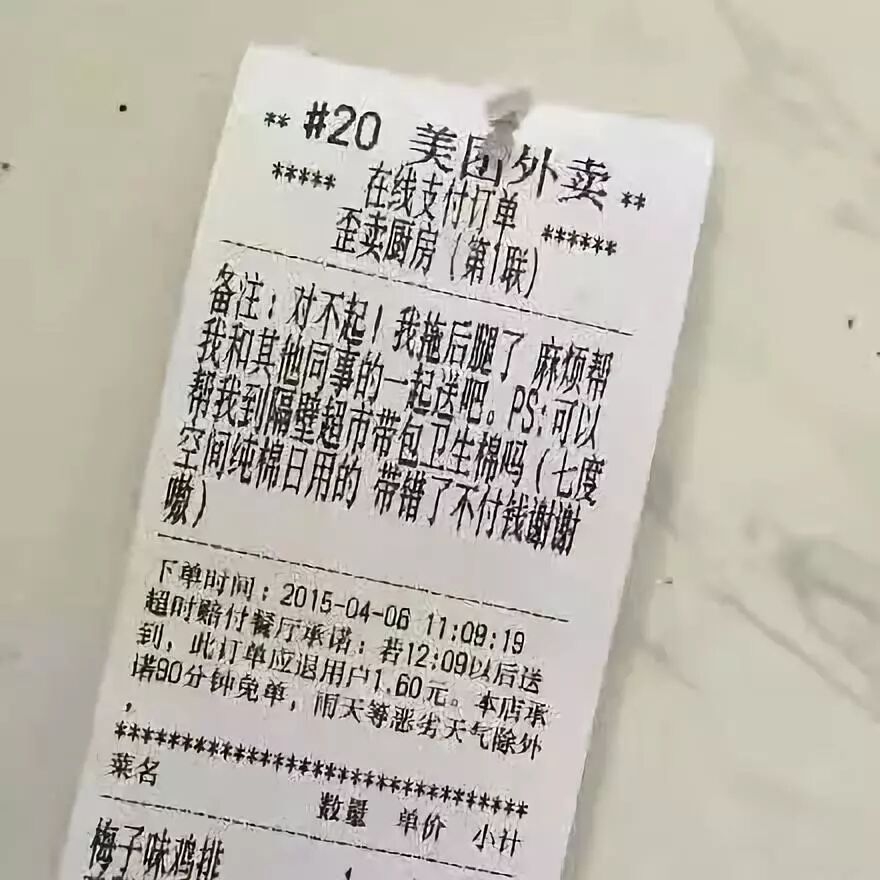 ** #20 美团外卖 **
***** 在线支付订单 ******
歪卖厨房（第1联）
备注：对不起！我拖后腿了 麻烦帮
我和其他同事的一起送吧。PS:可以
帮我到隔壁超市带包卫生棉吗（七度
空间纯棉日用的 带错了不付钱谢谢
嗷）
下单时间：2015-04-06 11:09:19
超时赔付餐厅承诺：若12:09以后送
到，此订单应退用户1.60元。本店承
诺90分钟免单，雨天等恶劣天气除外
，
********************************
菜名 数量 单价 小计
梅子味鸡排